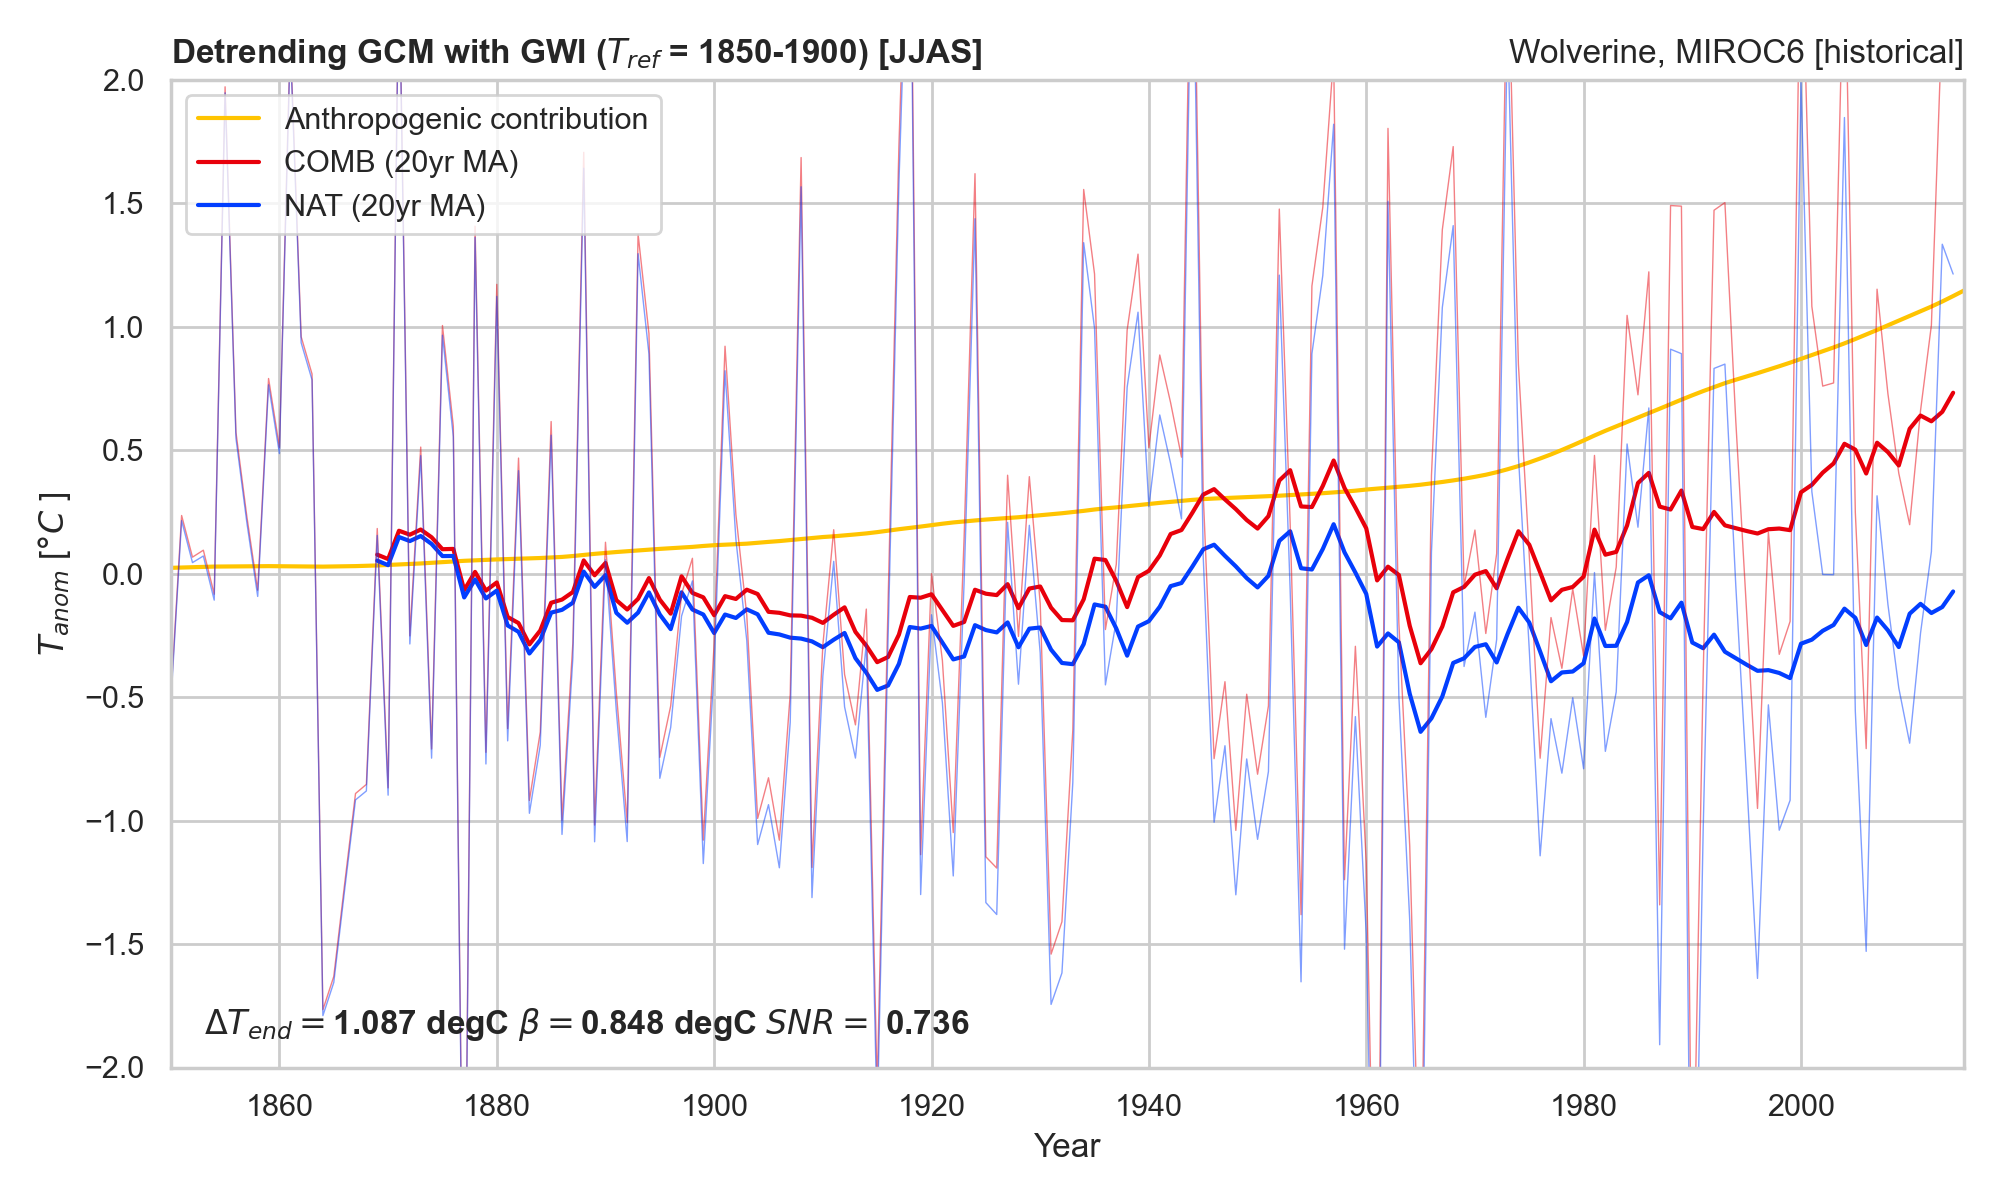 Detrending GCM with GWI (T_ref = 1850-1900) [JJAS]
Wolverine, MIROC6 [historical]
Anthropogenic contribution
COMB (20yr MA)
NAT (20yr MA)
2.0
1.5
1.0
0.5
0.0
−0.5
−1.0
−1.5
−2.0
T_anom [°C ]
ΔT_end = 1.087 degC β = 0.848 degC SNR = 0.736
1860 1880 1900 1920 1940 1960 1980 2000
Year